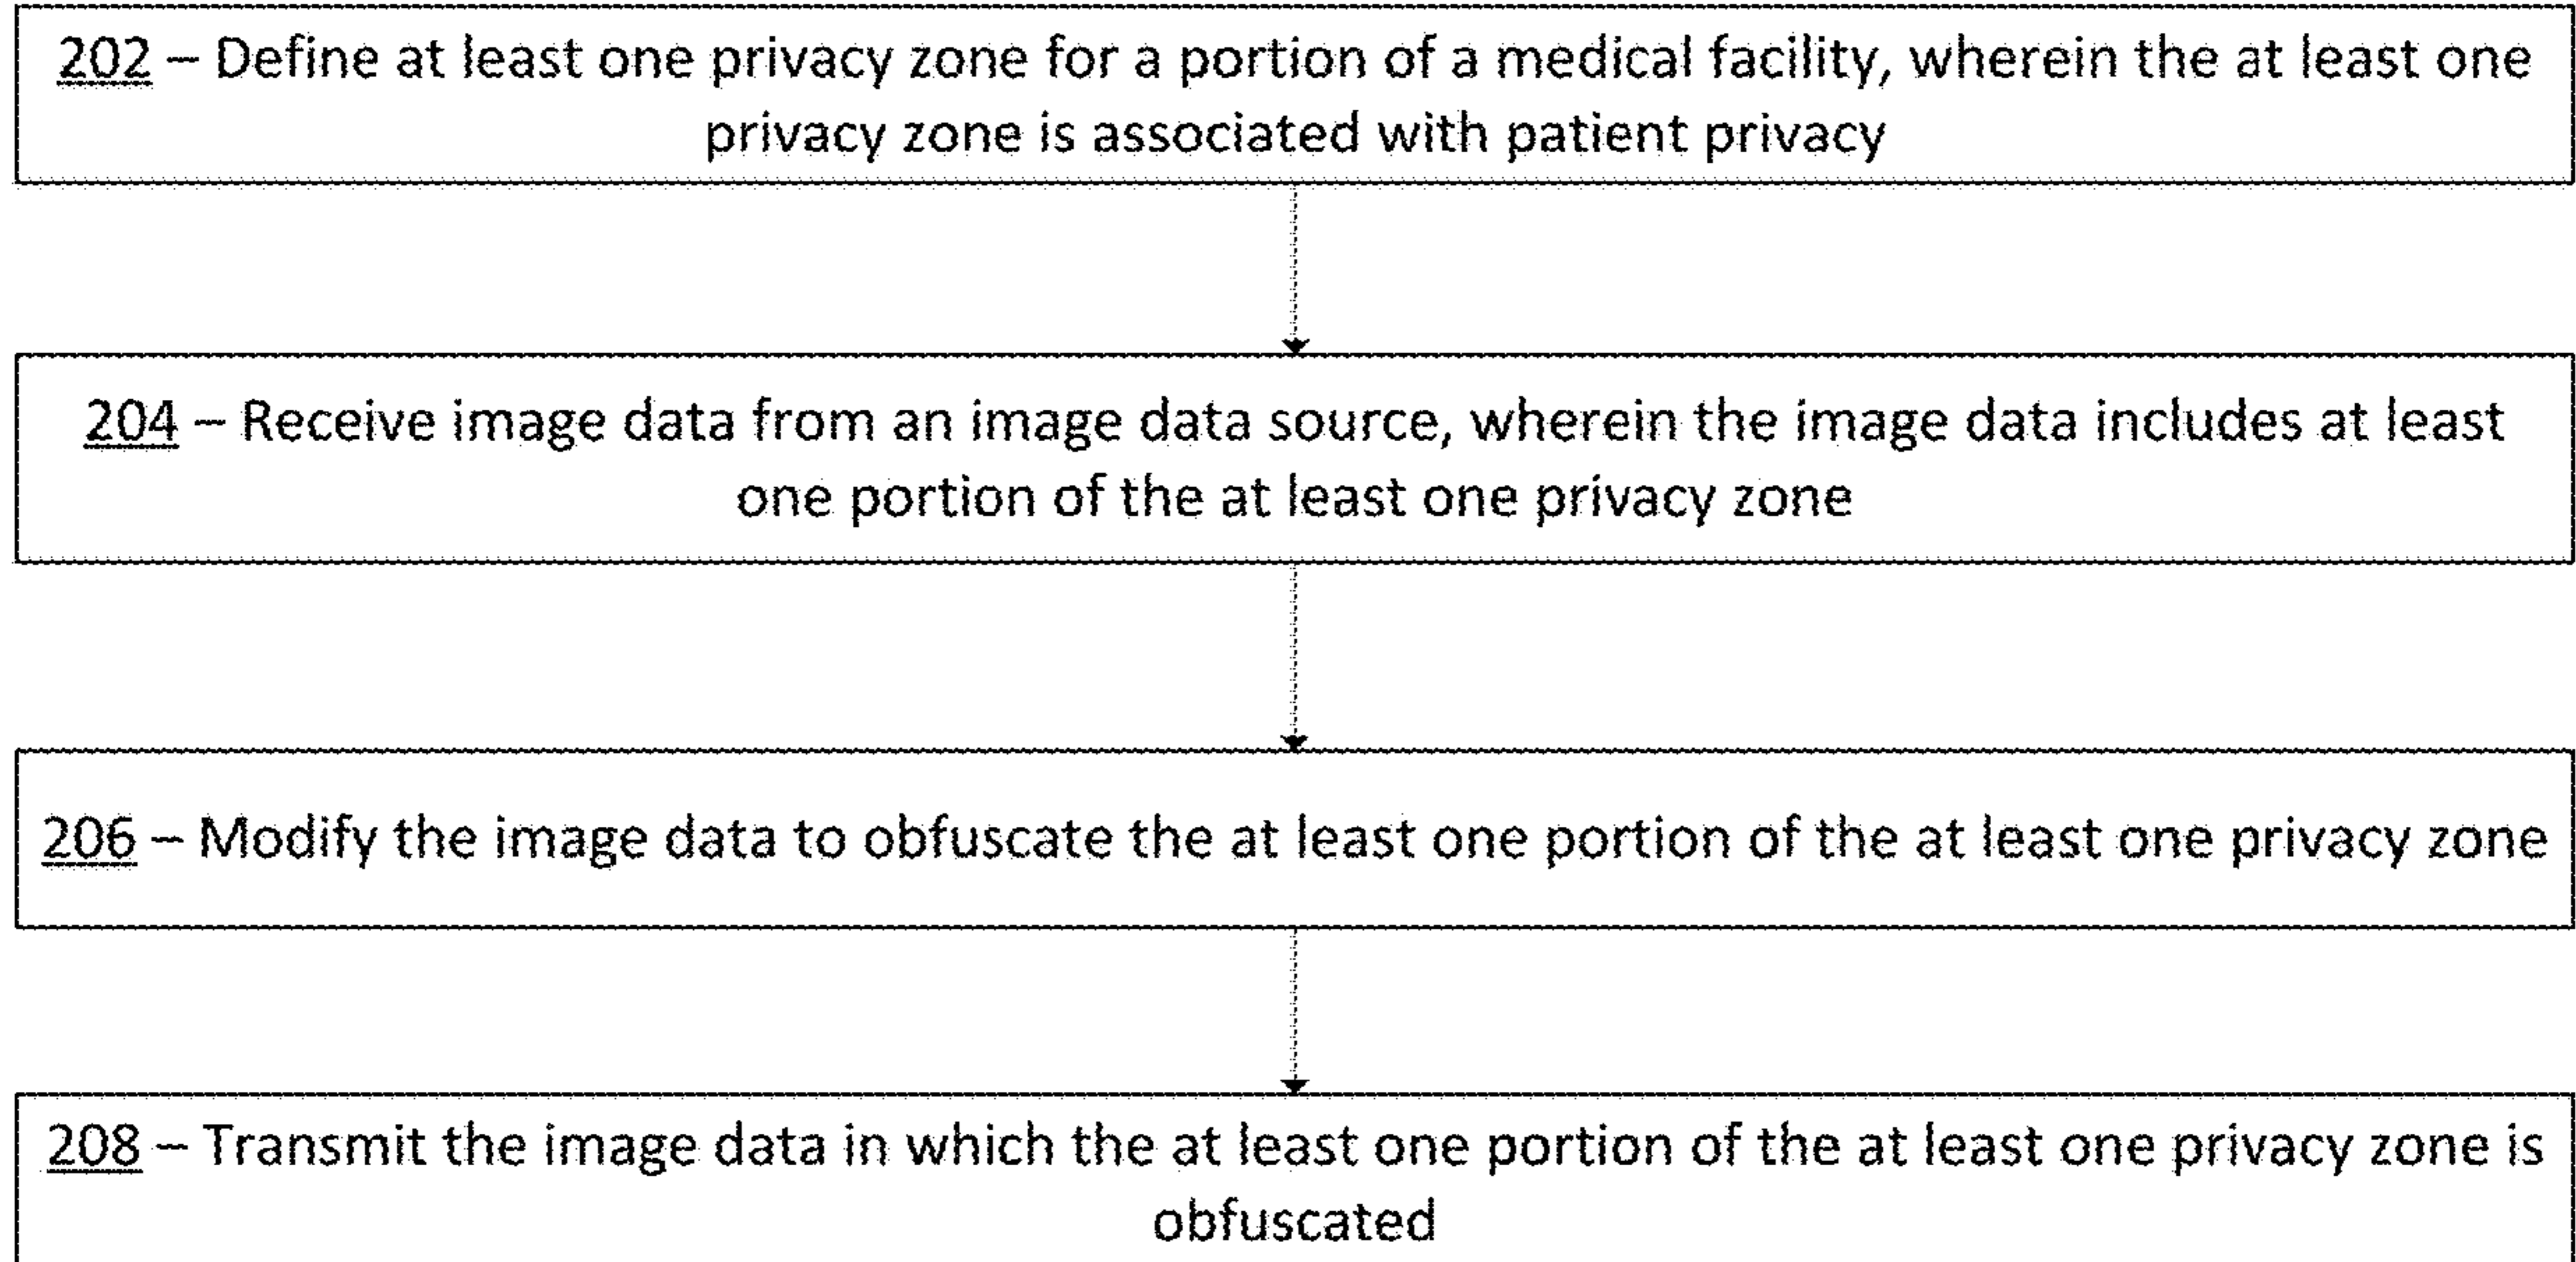 202 – Define at least one privacy zone for a portion of a medical facility, wherein the at least one
privacy zone is associated with patient privacy
204 – Receive image data from an image data source, wherein the image data includes at least
one portion of the at least one privacy zone
206 – Modify the image data to obfuscate the at least one portion of the at least one privacy zone
208 – Transmit the image data in which the at least one portion of the at least one privacy zone is
obfuscated